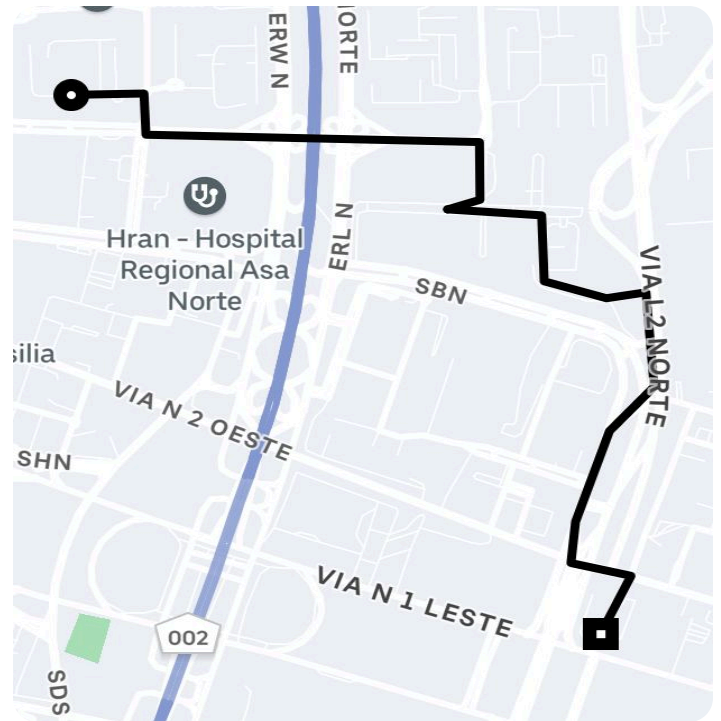 ERW N
NORTE
Hran - Hospital
Regional Asa
Norte
ERL N
SBN
VIA L2 NORTE
VIA N 2 OESTE
SHN
VIA N 1 LESTE
002
SDS